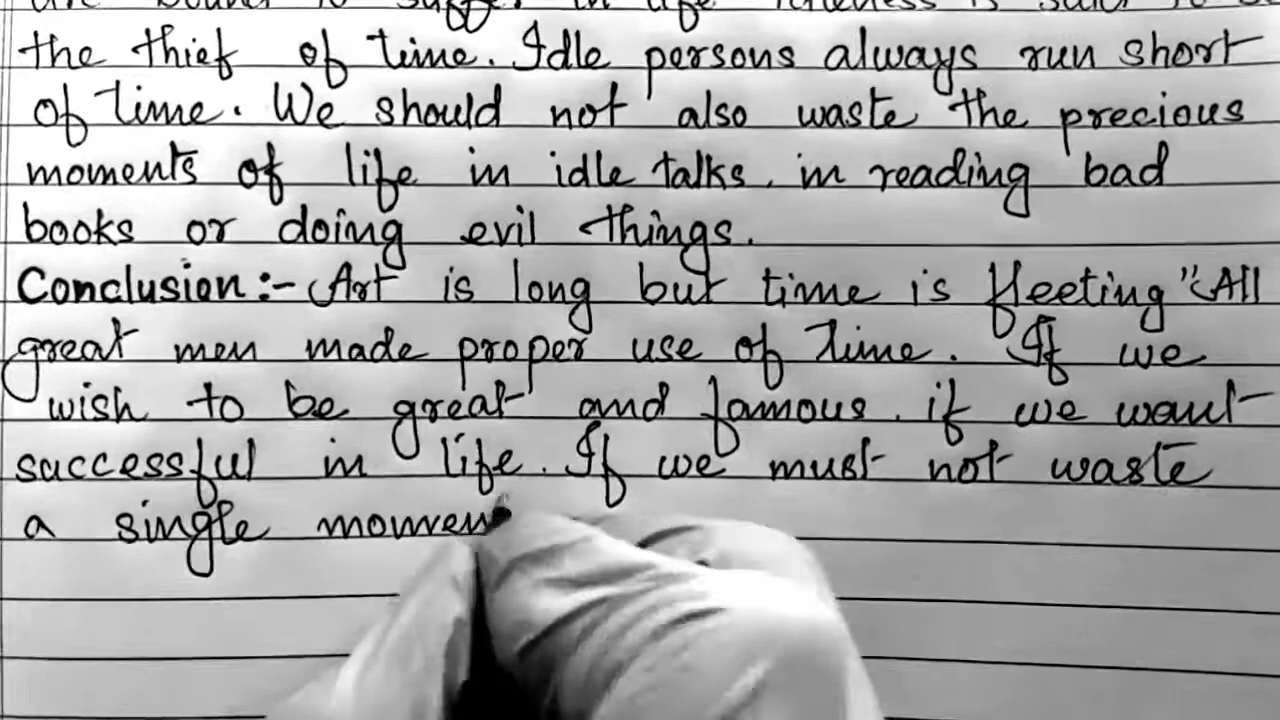 the thief of time. Idle persons always run short
of time. We should not also waste the precious
moments of life in idle talks, in reading bad
books or doing evil things.
Conclusion:- Art is long but time is fleeting "All
great men made proper use of time. If we
wish to be great and famous, if we want
successful in life. If we must not waste
a single momen